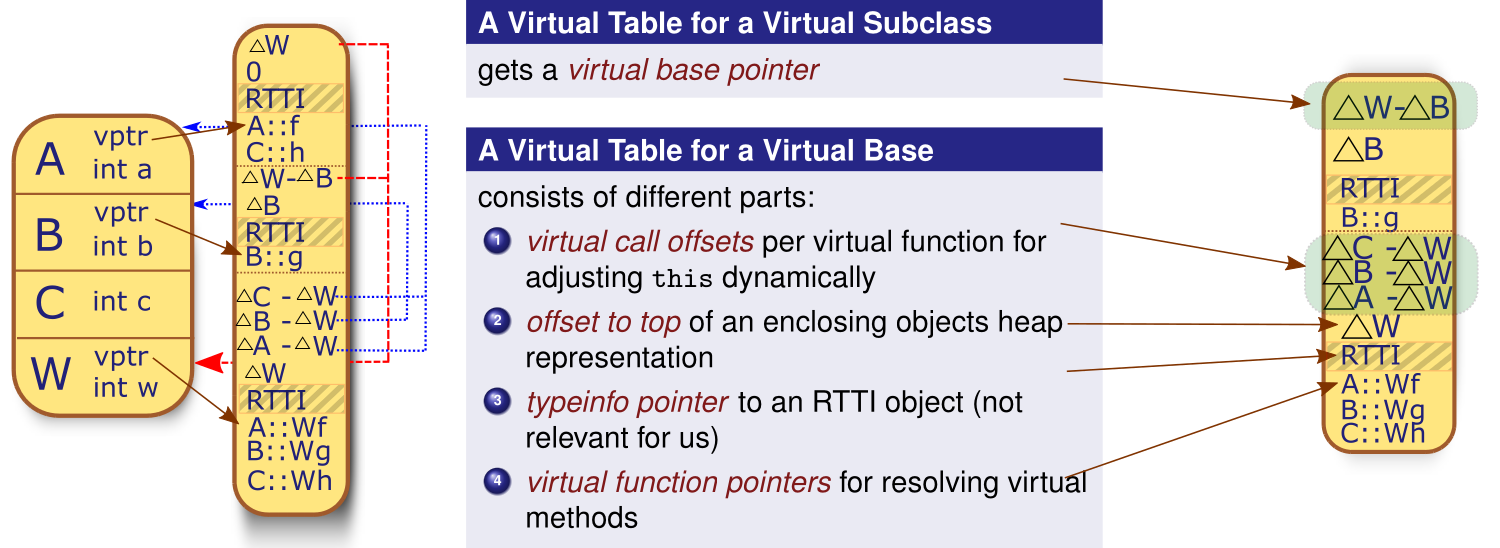 A
vptr
int a
B
vptr
int b
C
int c
W
vptr
int w
△W
0
RTTI
A::f
C::h
△W-△B
△B
RTTI
B::g
△C -△W
△B -△W
△A -△W
△W
RTTI
A::Wf
B::Wg
C::Wh
A Virtual Table for a Virtual Subclass
gets a virtual base pointer
A Virtual Table for a Virtual Base
consists of different parts:
1 virtual call offsets per virtual function for
adjusting this dynamically
2 offset to top of an enclosing objects heap
representation
3 typeinfo pointer to an RTTI object (not
relevant for us)
4 virtual function pointers for resolving virtual
methods
△W-△B
△B
RTTI
B::g
△C -△W
△B -△W
△A -△W
△W
RTTI
A::Wf
B::Wg
C::Wh